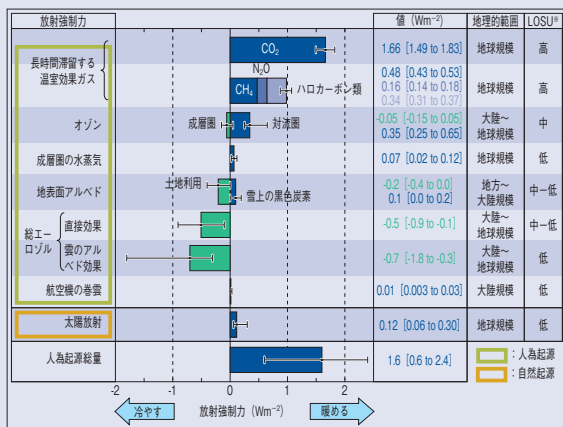 放射強制力
値 (Wm⁻²)
地理的範囲
LOSU※
長時間滞留する
温室効果ガス
CO₂
1.66 [1.49 to 1.83]
地球規模
高
N₂O
CH₄
ハロカーボン類
0.48 [0.43 to 0.53]
0.16 [0.14 to 0.18]
0.34 [0.31 to 0.37]
地球規模
高
オゾン
成層圏
対流圏
-0.05 [-0.15 to 0.05]
0.35 [0.25 to 0.65]
大陸～
地球規模
中
成層圏の水蒸気
0.07 [0.02 to 0.12]
地球規模
低
地表面アルベド
土地利用
雪上の黒色炭素
-0.2 [-0.4 to 0.0]
0.1 [0.0 to 0.2]
地方～
大陸規模
中ー低
総エー
ロゾル
直接効果
-0.5 [-0.9 to -0.1]
大陸～
地球規模
中ー低
雲のアル
ベド効果
-0.7 [-1.8 to -0.3]
大陸～
地球規模
低
航空機の巻雲
0.01 [0.003 to 0.03]
大陸規模
低
太陽放射
0.12 [0.06 to 0.30]
地球規模
低
人為起源総量
1.6 [0.6 to 2.4]
：人為起源
：自然起源
-2 -1 0 1 2
冷やす
放射強制力 (Wm⁻²)
暖める